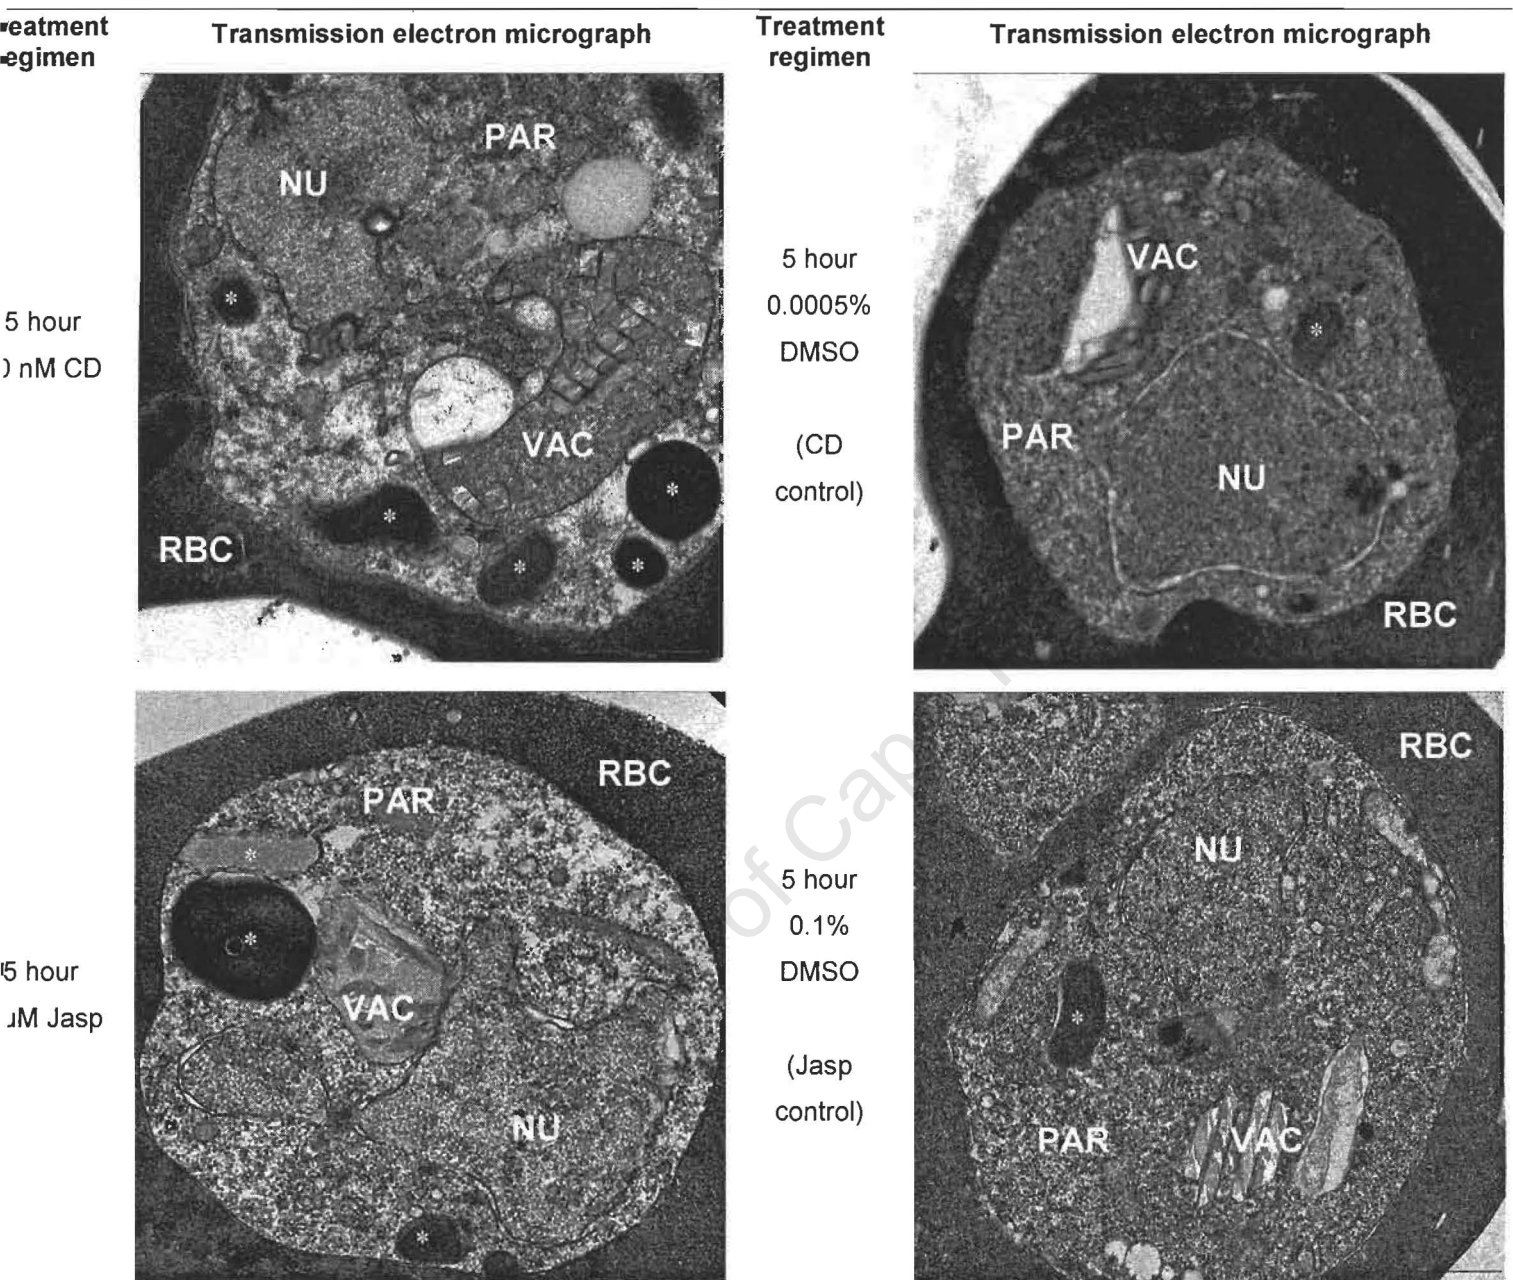 Treatment
regimen
Transmission electron micrograph
eatment
egimen
Transmission electron micrograph
PAR
NU
*
VAC
*
*
*
*
RBC
5 hour
nM CD
VAC
*
PAR
NU
RBC
5 hour
0.0005%
DMSO
(CD
control)
RBC
PAR
*
*
VAC
NU
*
5 hour
M Jasp
RBC
NU
*
PAR
VAC
5 hour
0.1%
DMSO
(Jasp
control)
of Cap